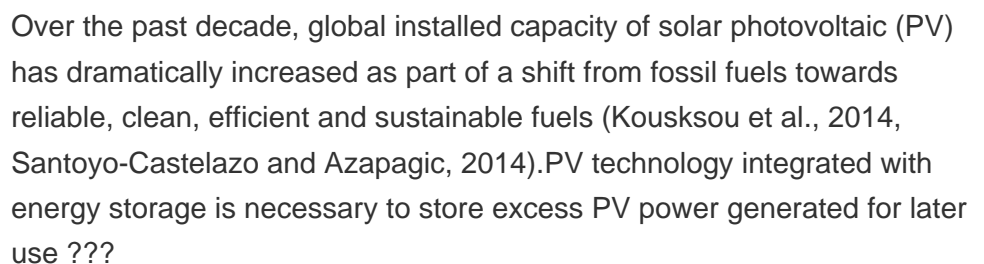 Over the past decade, global installed capacity of solar photovoltaic (PV)
has dramatically increased as part of a shift from fossil fuels towards
reliable, clean, efficient and sustainable fuels (Kousksou et al., 2014,
Santoyo-Castelazo and Azapagic, 2014).PV technology integrated with
energy storage is necessary to store excess PV power generated for later
use ???